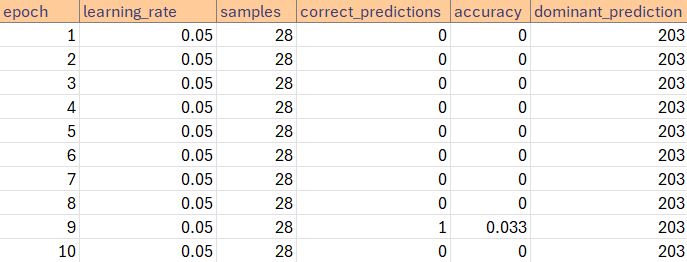 epoch learning_rate samples correct_predictions accuracy dominant_prediction
1 0.05 28 0 0 203
2 0.05 28 0 0 203
3 0.05 28 0 0 203
4 0.05 28 0 0 203
5 0.05 28 0 0 203
6 0.05 28 0 0 203
7 0.05 28 0 0 203
8 0.05 28 0 0 203
9 0.05 28 1 0.033 203
10 0.05 28 0 0 203